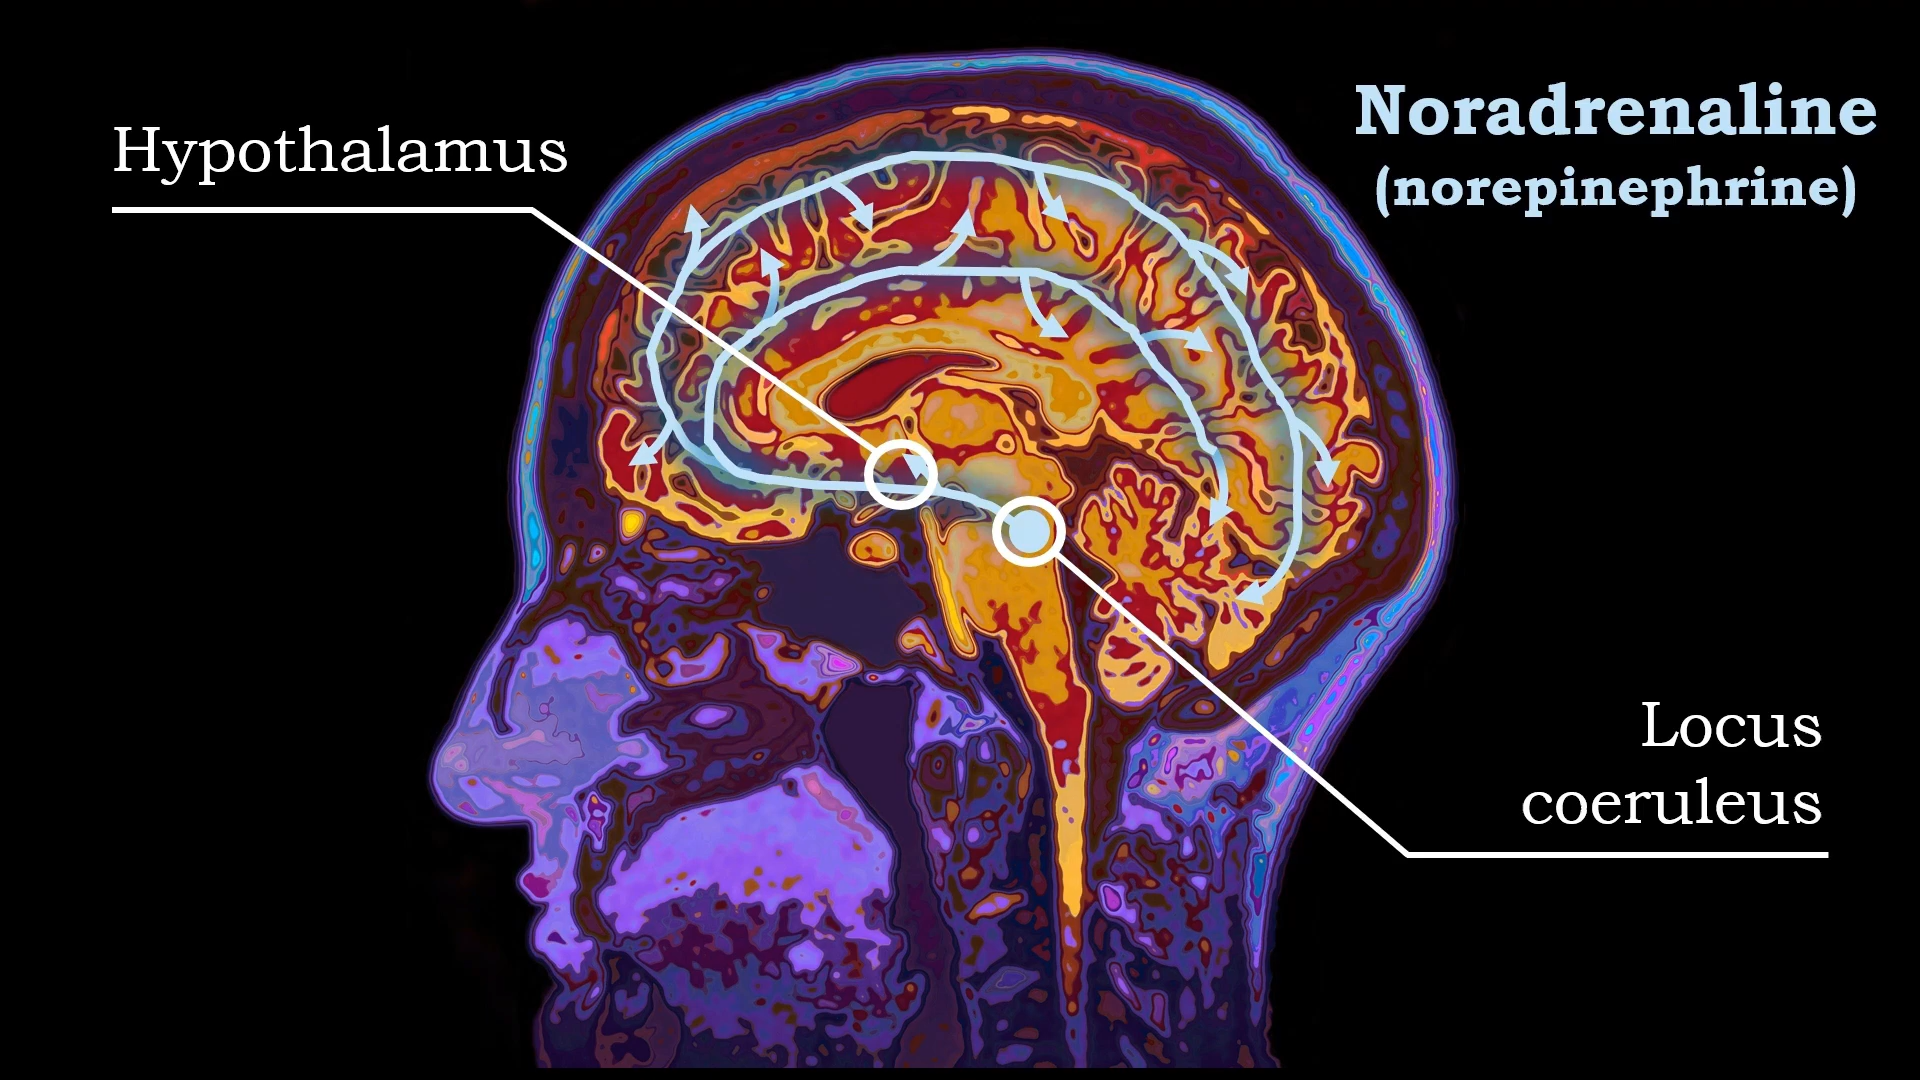 Hypothalamus
Noradrenaline
(norepinephrine)
Locus
coeruleus